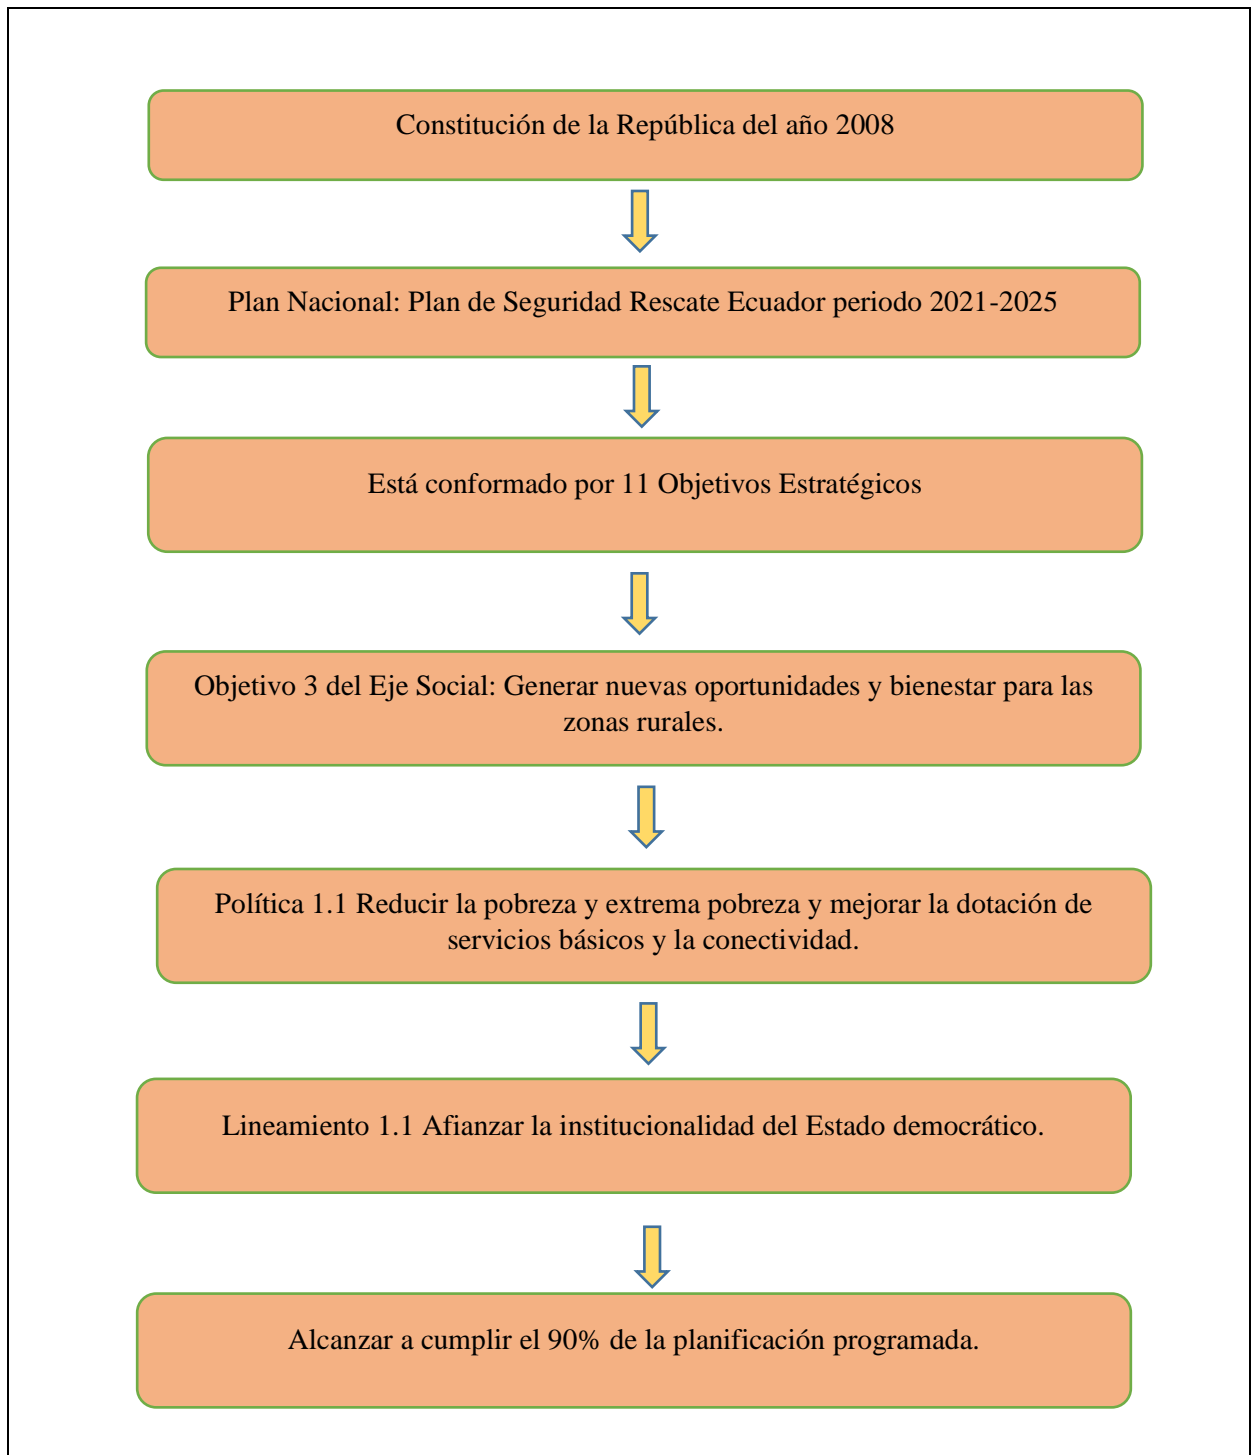 Constitución de la República del año 2008
Plan Nacional: Plan de Seguridad Rescate Ecuador periodo 2021-2025
Está conformado por 11 Objetivos Estratégicos
Objetivo 3 del Eje Social: Generar nuevas oportunidades y bienestar para las
zonas rurales.
Política 1.1 Reducir la pobreza y extrema pobreza y mejorar la dotación de
servicios básicos y la conectividad.
Lineamiento 1.1 Afianzar la institucionalidad del Estado democrático.
Alcanzar a cumplir el 90% de la planificación programada.